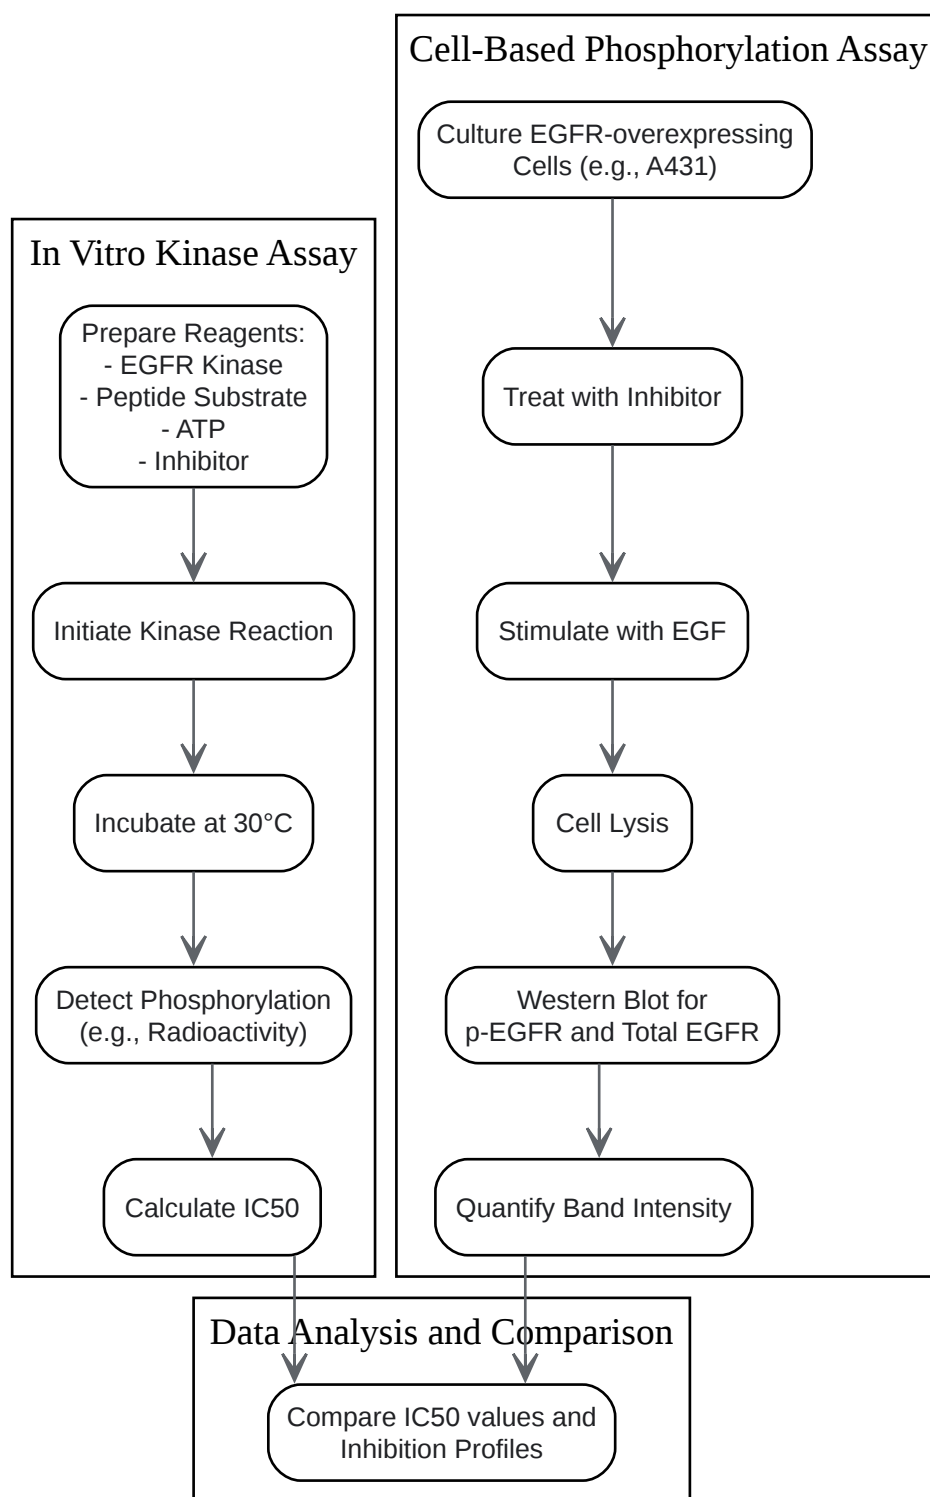 Cell-Based Phosphorylation Assay
Culture EGFR-overexpressing
Cells (e.g., A431)
Treat with Inhibitor
Stimulate with EGF
Cell Lysis
Western Blot for
p-EGFR and Total EGFR
Quantify Band Intensity
In Vitro Kinase Assay
Prepare Reagents:
- EGFR Kinase
- Peptide Substrate
- ATP
- Inhibitor
Initiate Kinase Reaction
Incubate at 30°C
Detect Phosphorylation
(e.g., Radioactivity)
Calculate IC50
Data Analysis and Comparison
Compare IC50 values and
Inhibition Profiles